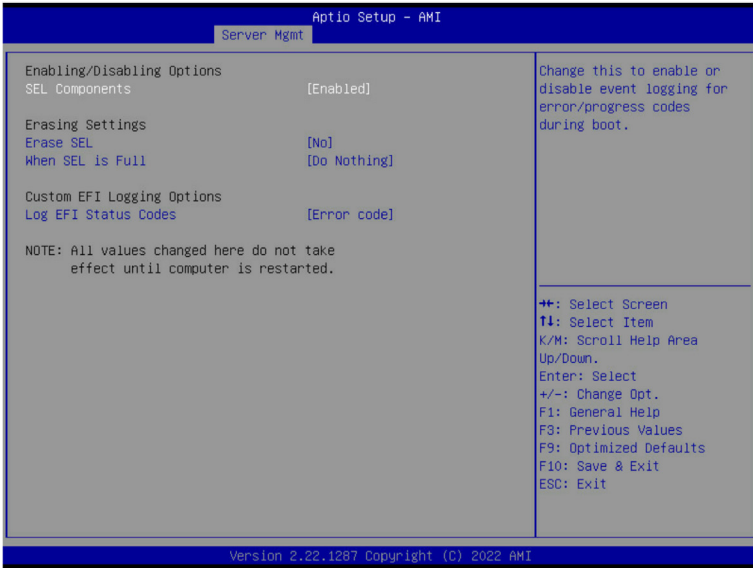 Aptio Setup – AMI
Server Mgmt
Enabling/Disabling Options
SEL Components [Enabled]
Erasing Settings
Erase SEL [No]
When SEL is Full [Do Nothing]
Custom EFI Logging Options
Log EFI Status Codes [Error code]
NOTE: All values changed here do not take
effect until computer is restarted.
Change this to enable or
disable event logging for
error/progress codes
during boot.
→←: Select Screen
↑↓: Select Item
K/M: Scroll Help Area
Up/Down.
Enter: Select
+/-: Change Opt.
F1: General Help
F3: Previous Values
F9: Optimized Defaults
F10: Save & Exit
ESC: Exit
Version 2.22.1287 Copyright (C) 2022 AMI